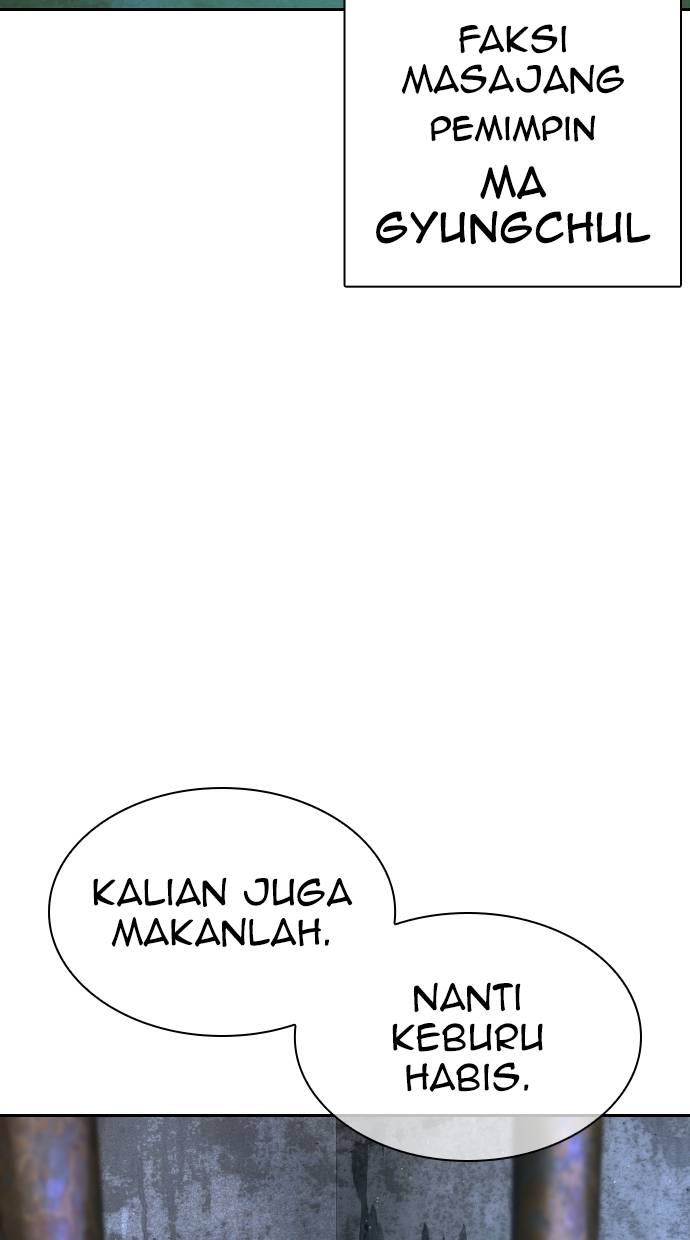 FAKSI
MASAJANG
PEMIMPIN
MA
GYUNGCHUL
KALIAN JUGA
MAKANLAH.
NANTI
KEBURU
HABIS.